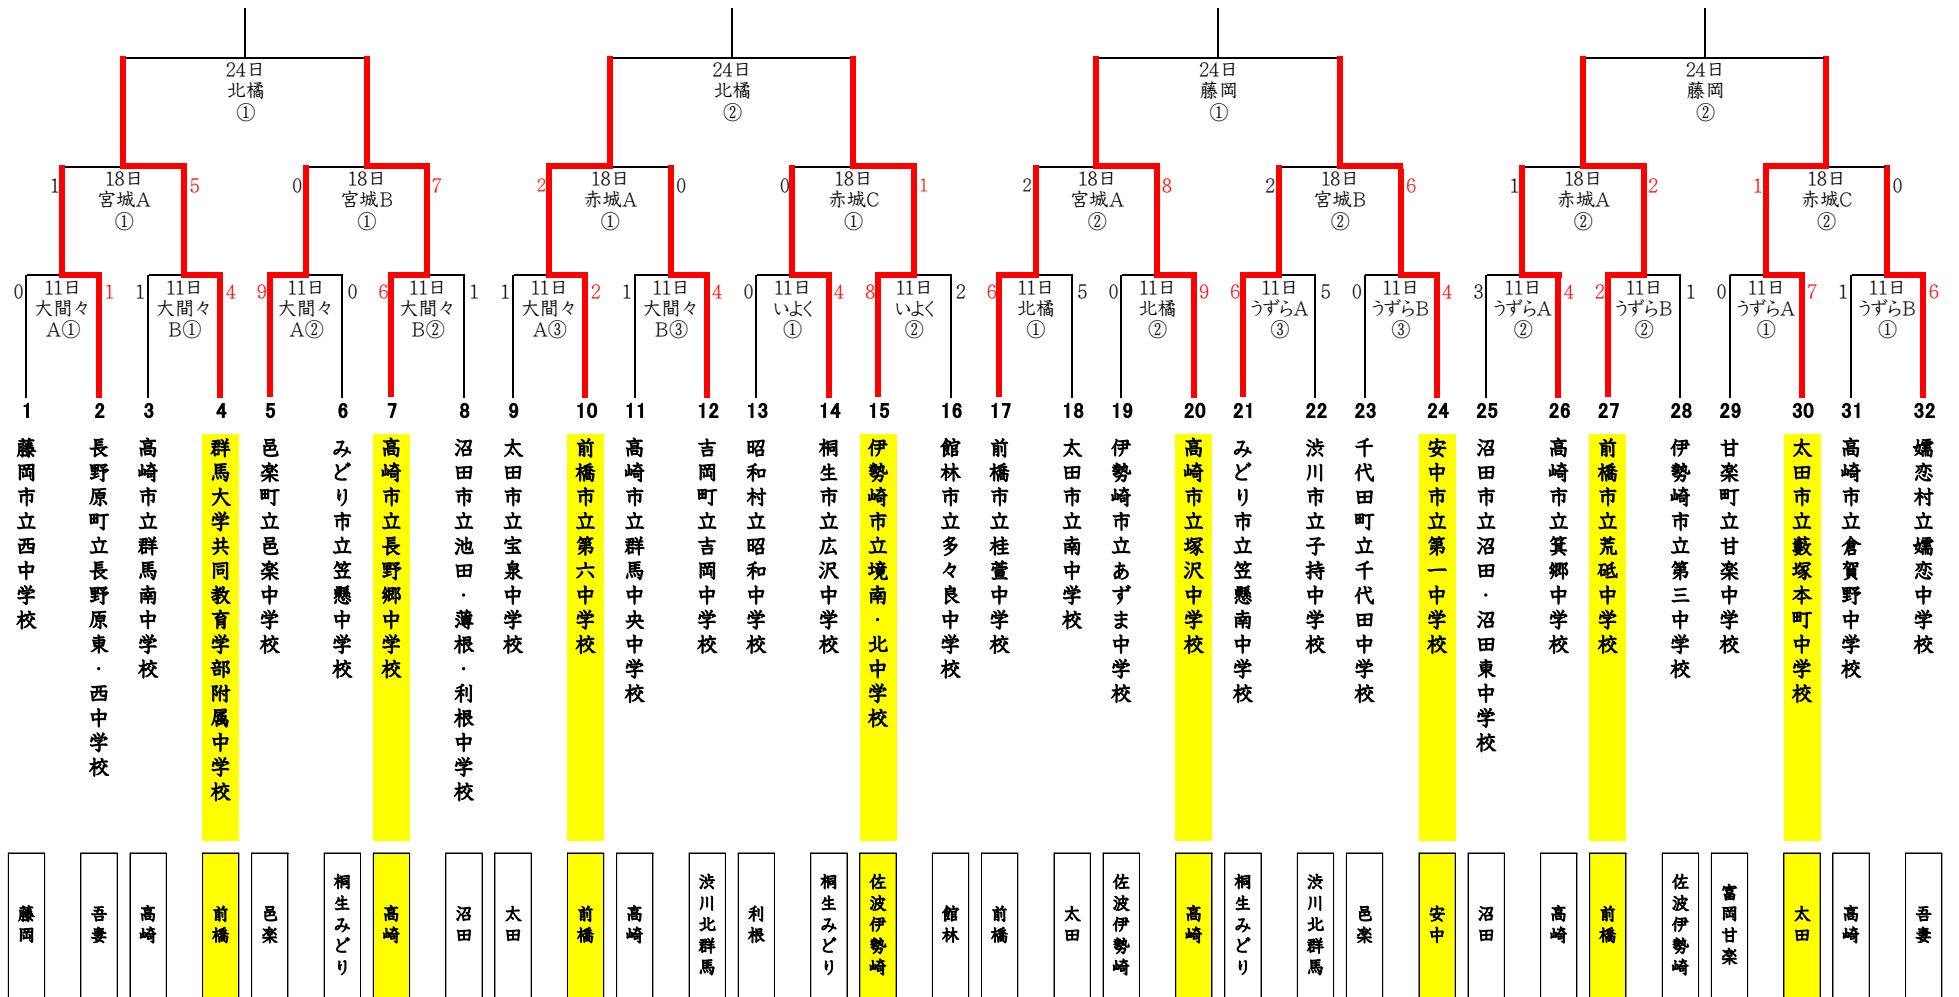 24日
北橘
①
24日
北橘
②
24日
藤岡
①
24日
藤岡
②
1 18日 5
宮城A
①
0 18日 7
宮城B
①
2 18日 0
赤城A
①
0 18日 1
赤城C
①
2 18日 8
宮城A
②
2 18日 6
宮城B
②
1 18日 2
赤城A
②
1 18日 0
赤城C
②
0 11日 1
大間々
A①
1 11日 4
大間々
B①
9 11日 0
大間々
A②
6 11日 1
大間々
B②
1 11日 2
大間々
A③
1 11日 4
大間々
B③
0 11日 4
いよく
①
8 11日 2
いよく
②
6 11日 5
北橘
①
0 11日 9
北橘
②
6 11日 5
うずらA
③
0 11日 4
うずらB
③
3 11日 4
うずらA
②
2 11日 1
うずらB
②
0 11日 7
うずらA
①
1 11日 6
うずらB
①
1 2 3 4 5 6 7 8 9 10 11 12 13 14 15 16 17 18 19 20 21 22 23 24 25 26 27 28 29 30 31 32
藤岡市立西中学校
長野原町立長野原東・西中学校
高崎市立群馬南中学校
群馬大学共同教育学部附属中学校
邑楽町立邑楽中学校
みどり市立笠懸中学校
高崎市立長野郷中学校
沼田市立池田・薄根・利根中学校
太田市立宝泉中学校
前橋市立第六中学校
高崎市立群馬中央中学校
吉岡町立吉岡中学校
昭和村立昭和中学校
桐生市立広沢中学校
伊勢崎市立境南・北中学校
館林市立多々良中学校
前橋市立桂萱中学校
太田市立南中学校
伊勢崎市立あずま中学校
高崎市立塚沢中学校
みどり市立笠懸南中学校
渋川市立子持中学校
千代田町立千代田中学校
安中市立第一中学校
沼田市立沼田・沼田東中学校
高崎市立箕郷中学校
前橋市立荒砥中学校
伊勢崎市立第三中学校
甘楽町立甘楽中学校
太田市立藪塚本町中学校
高崎市立倉賀野中学校
嬬恋村立嬬恋中学校
藤岡
吾妻
高崎
前橋
邑楽
桐生みどり
高崎
沼田
太田
前橋
高崎
渋川北群馬
利根
桐生みどり
佐波伊勢崎
館林
前橋
太田
佐波伊勢崎
高崎
桐生みどり
渋川北群馬
邑楽
安中
沼田
高崎
前橋
佐波伊勢崎
富岡甘楽
太田
高崎
吾妻